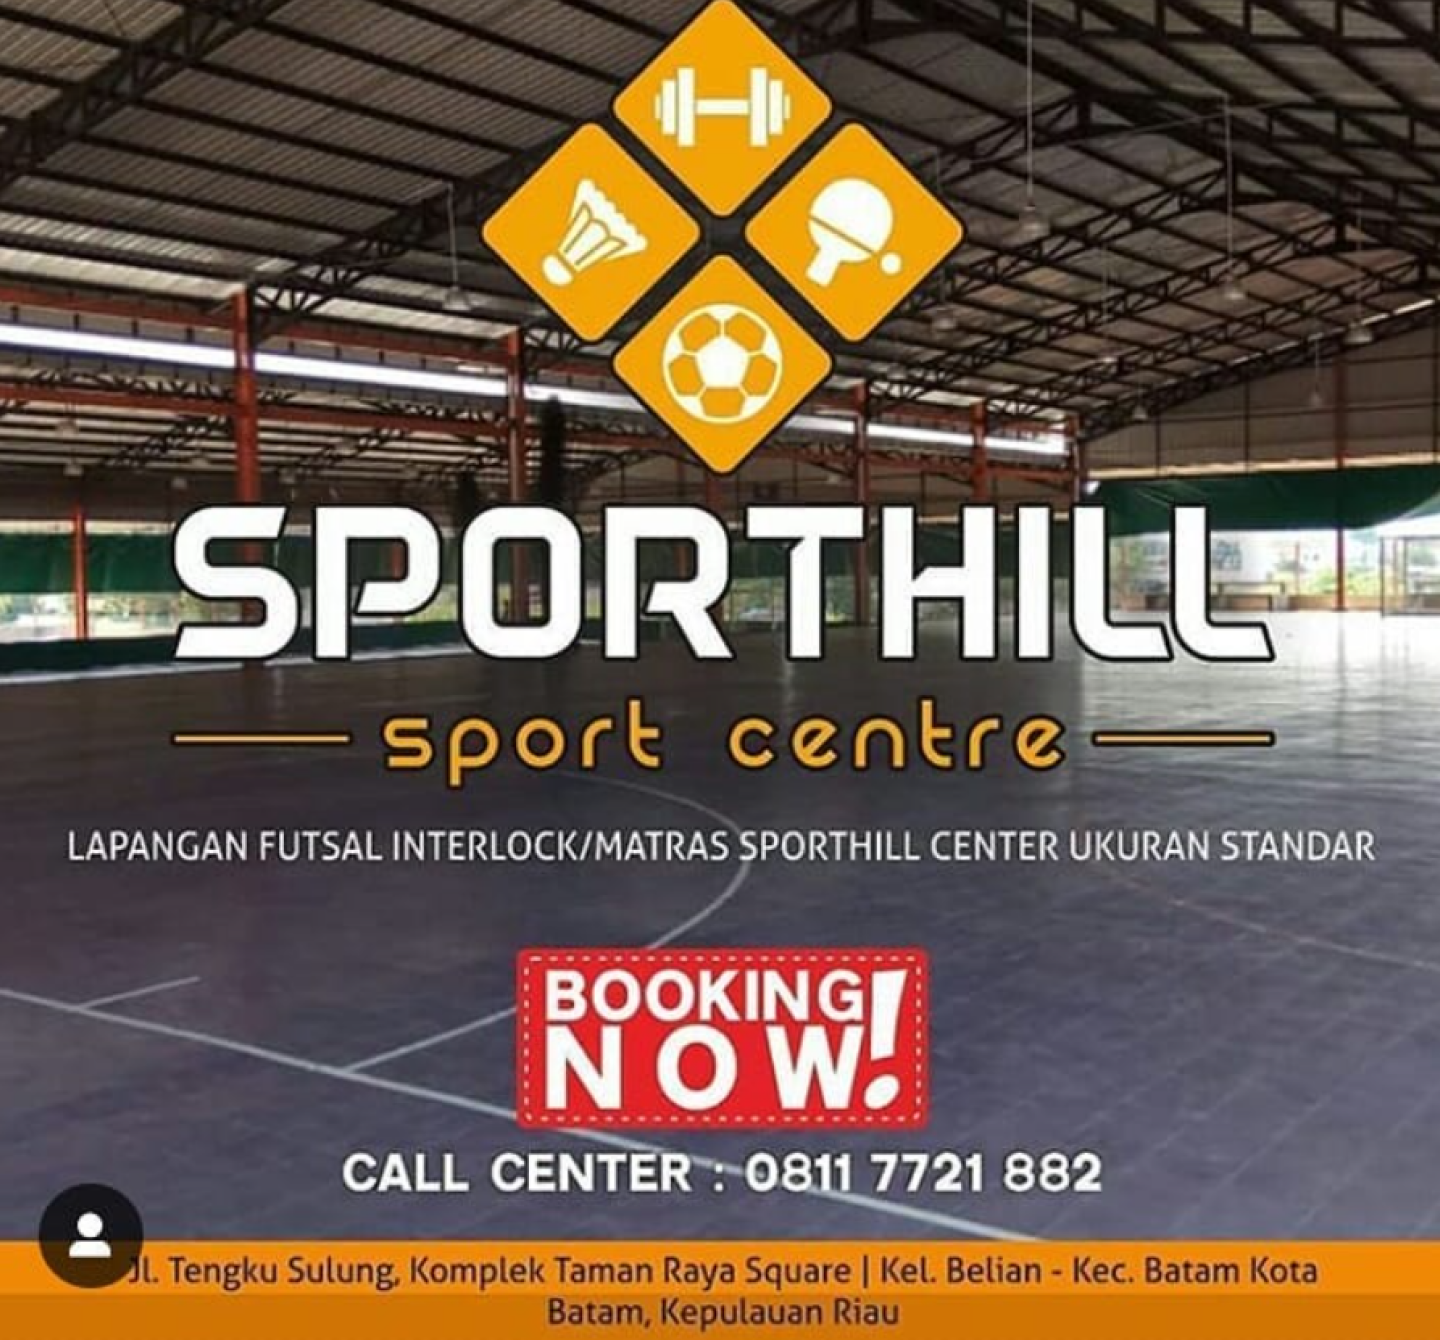 SPORTHILL
sport centre
LAPANGAN FUTSAL INTERLOCK/MATRAS SPORTHILL CENTER UKURAN STANDAR
BOOKING
NOW!
CALL CENTER : 0811 7721 882
Jl. Tengku Sulung, Komplek Taman Raya Square | Kel. Belian - Kec. Batam Kota
Batam, Kepulauan Riau